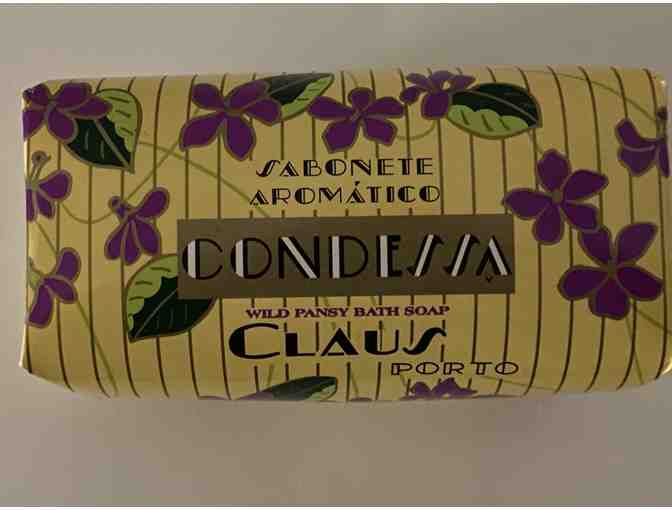 SABONETE
AROMÁTICO
CONDESSA
WILD PANSY BATH SOAP
CLAUS
PORTO